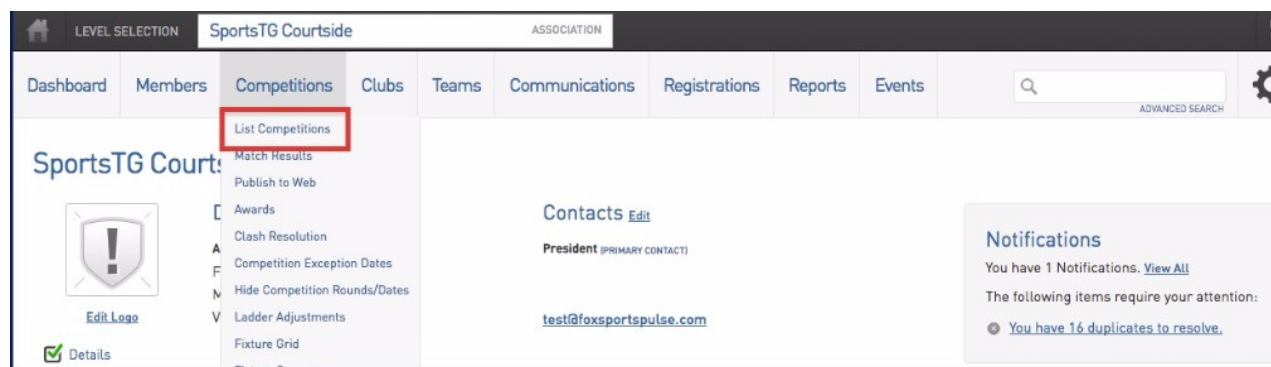 LEVEL SELECTION SportsTG Courtside ASSOCIATION
Dashboard Members Competitions Clubs Teams Communications Registrations Reports Events
ADVANCED SEARCH
List Competitions
Match Results
Publish to Web
Awards
Clash Resolution
Competition Exception Dates
Hide Competition Rounds/Dates
Ladder Adjustments
Fixture Grid
SportsTG
Edit Logo
Details
Contacts Edit
President (PRIMARY CONTACT)
test@foxsportspulse.com
Notifications
You have 1 Notifications. View All
The following items require your attention:
You have 16 duplicates to resolve.